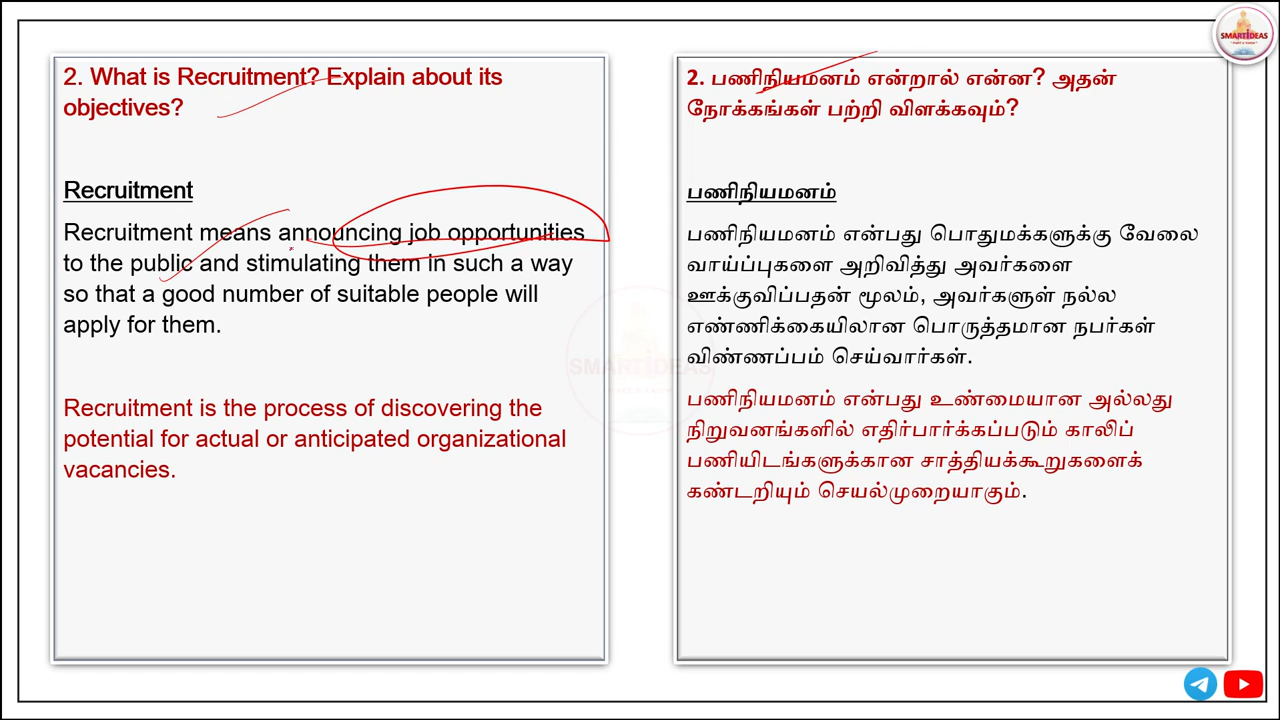 SMARTIDEAS
2. What is Recruitment? Explain about its
objectives?
Recruitment
Recruitment means announcing job opportunities
to the public and stimulating them in such a way
so that a good number of suitable people will
apply for them.
Recruitment is the process of discovering the
potential for actual or anticipated organizational
vacancies.
2. பணிநியமனம் என்றால் என்ன? அதன்
நோக்கங்கள் பற்றி விளக்கவும்?
பணிநியமனம்
பணிநியமனம் என்பது பொதுமக்களுக்கு வேலை
வாய்ப்புகளை அறிவித்து அவர்களை
ஊக்குவிப்பதன் மூலம், அவர்களுள் நல்ல
எண்ணிக்கையிலான பொருத்தமான நபர்கள்
விண்ணப்பம் செய்வார்கள்.
பணிநியமனம் என்பது உண்மையான அல்லது
நிறுவனங்களில் எதிர்பார்க்கப்படும் காலிப்
பணியிடங்களுக்கான சாத்தியக்கூறுகளைக்
கண்டறியும் செயல்முறையாகும்.
SMARTIDEAS